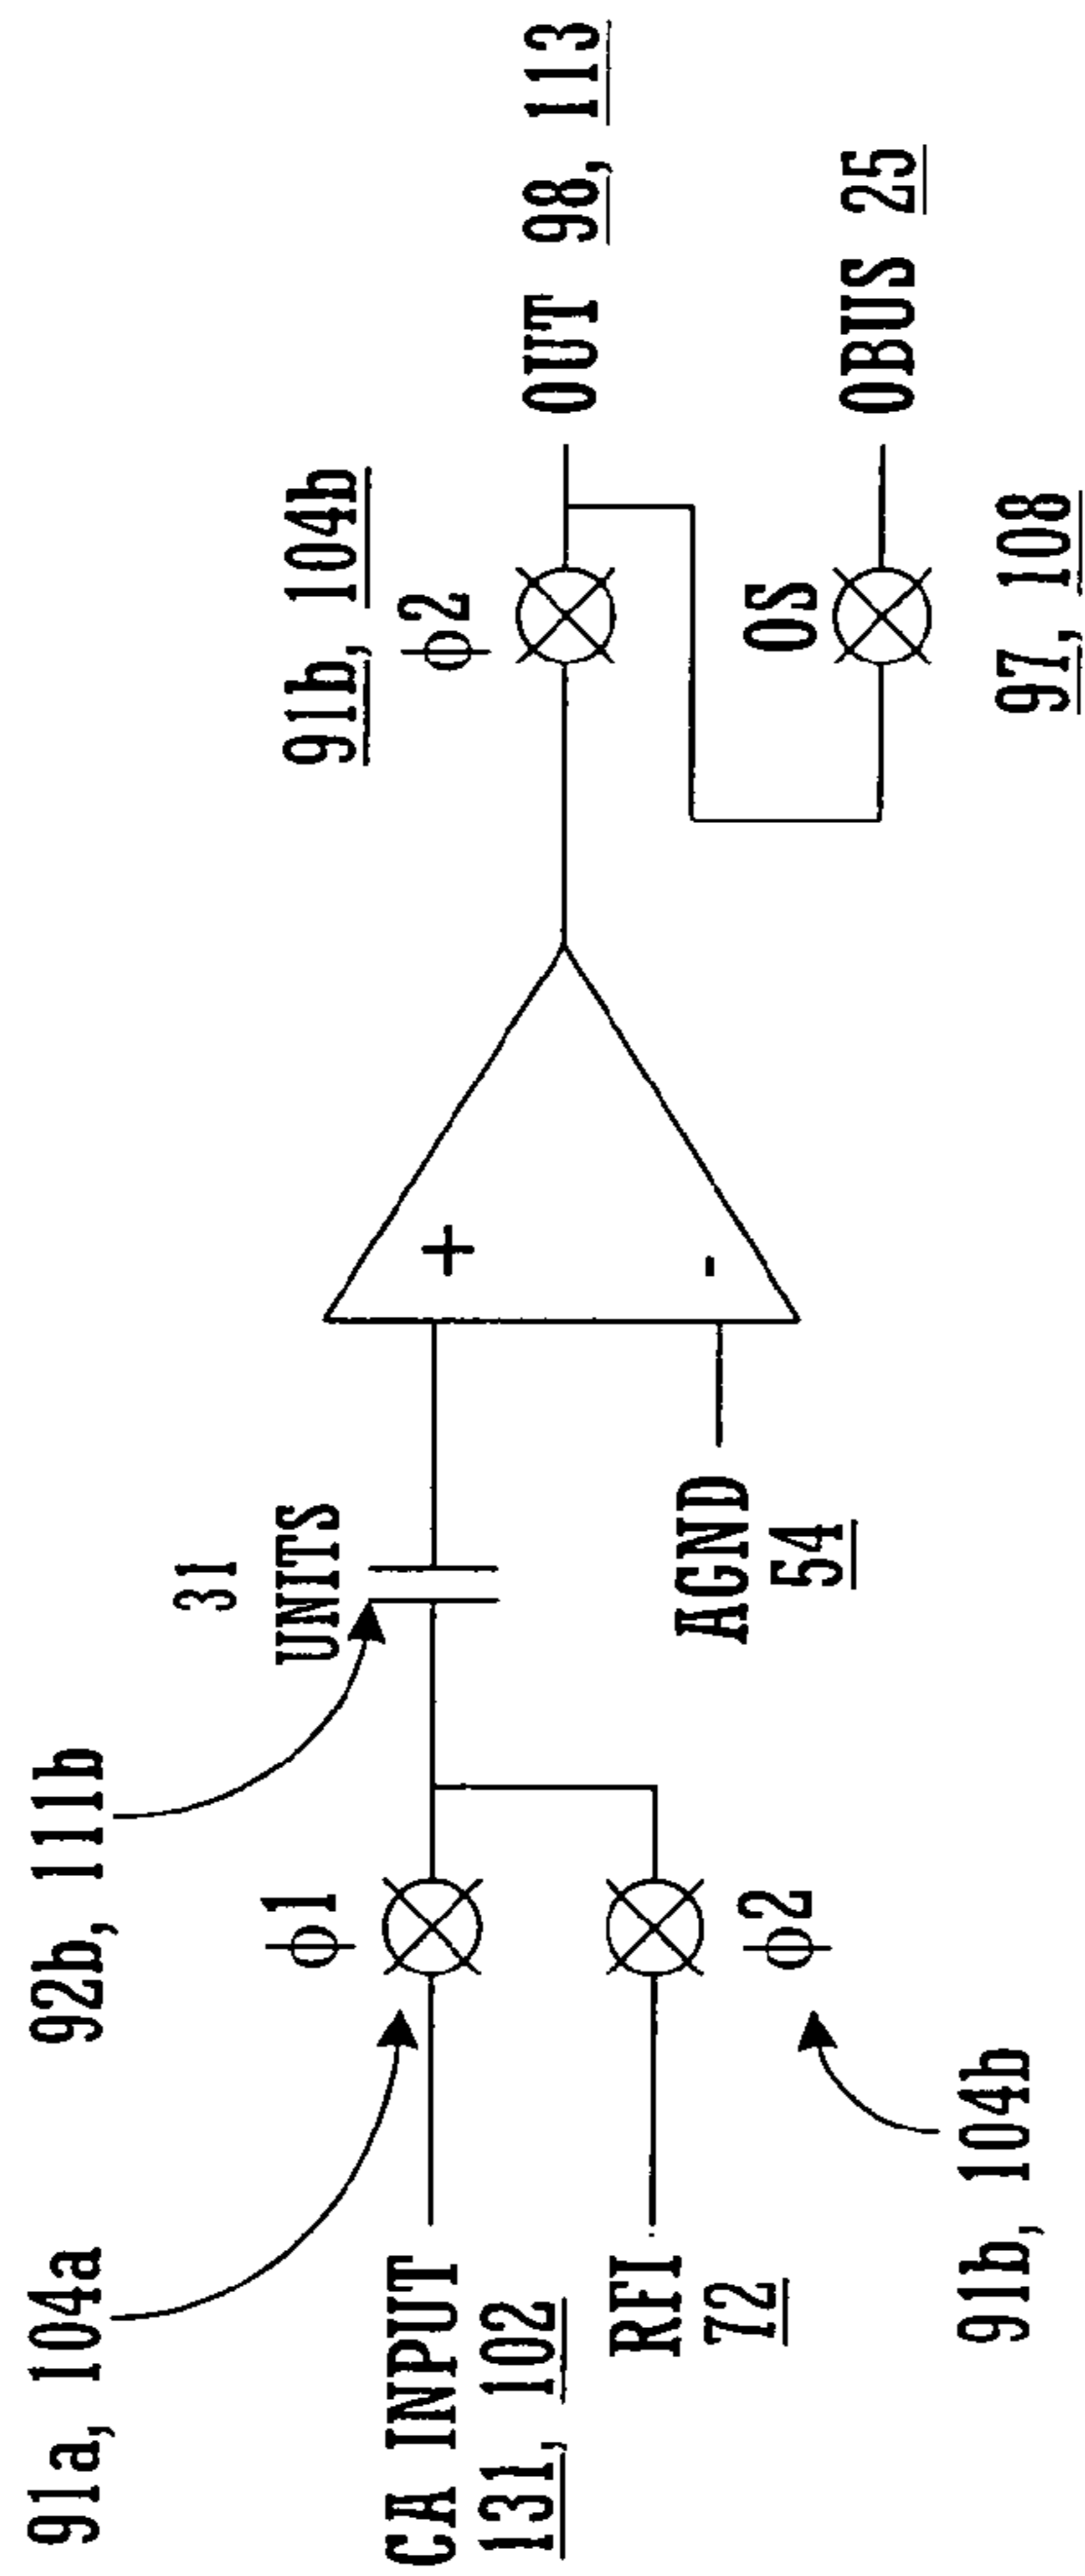 91a, 104a
92b, 111b
31
UNITS
91b, 104b
ϕ1
ϕ2
CA INPUT
131, 102
+
OUT 98, 113
RFI
72
ϕ2
-
AGND
54
OS
OBUS 25
91b, 104b
97, 108